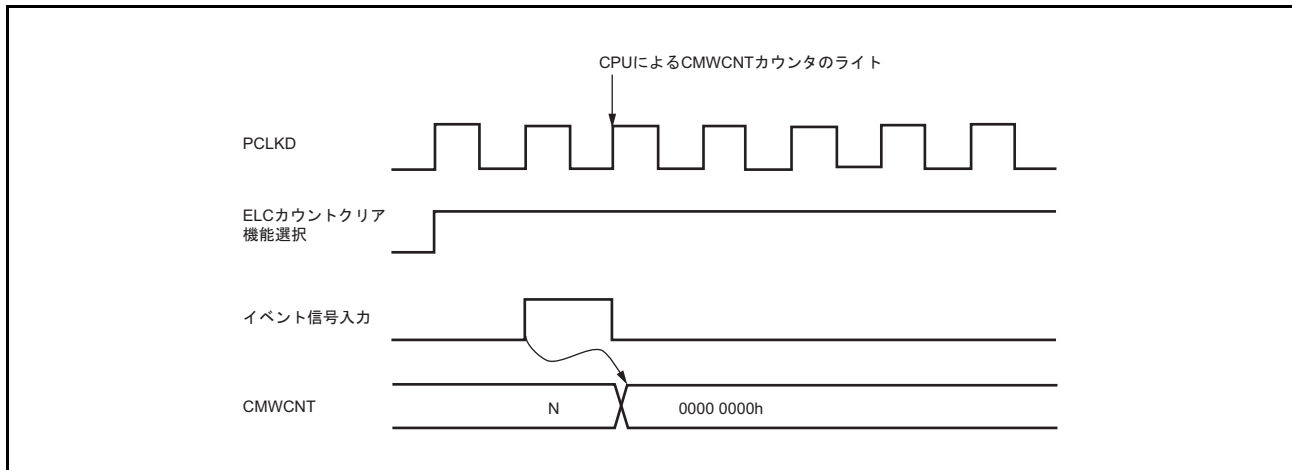 CPUによるCMWCNTカウンタのライト
PCLKD
ELCカウントクリア
機能選択
イベント信号入力
CMWCNT
N
0000 0000h